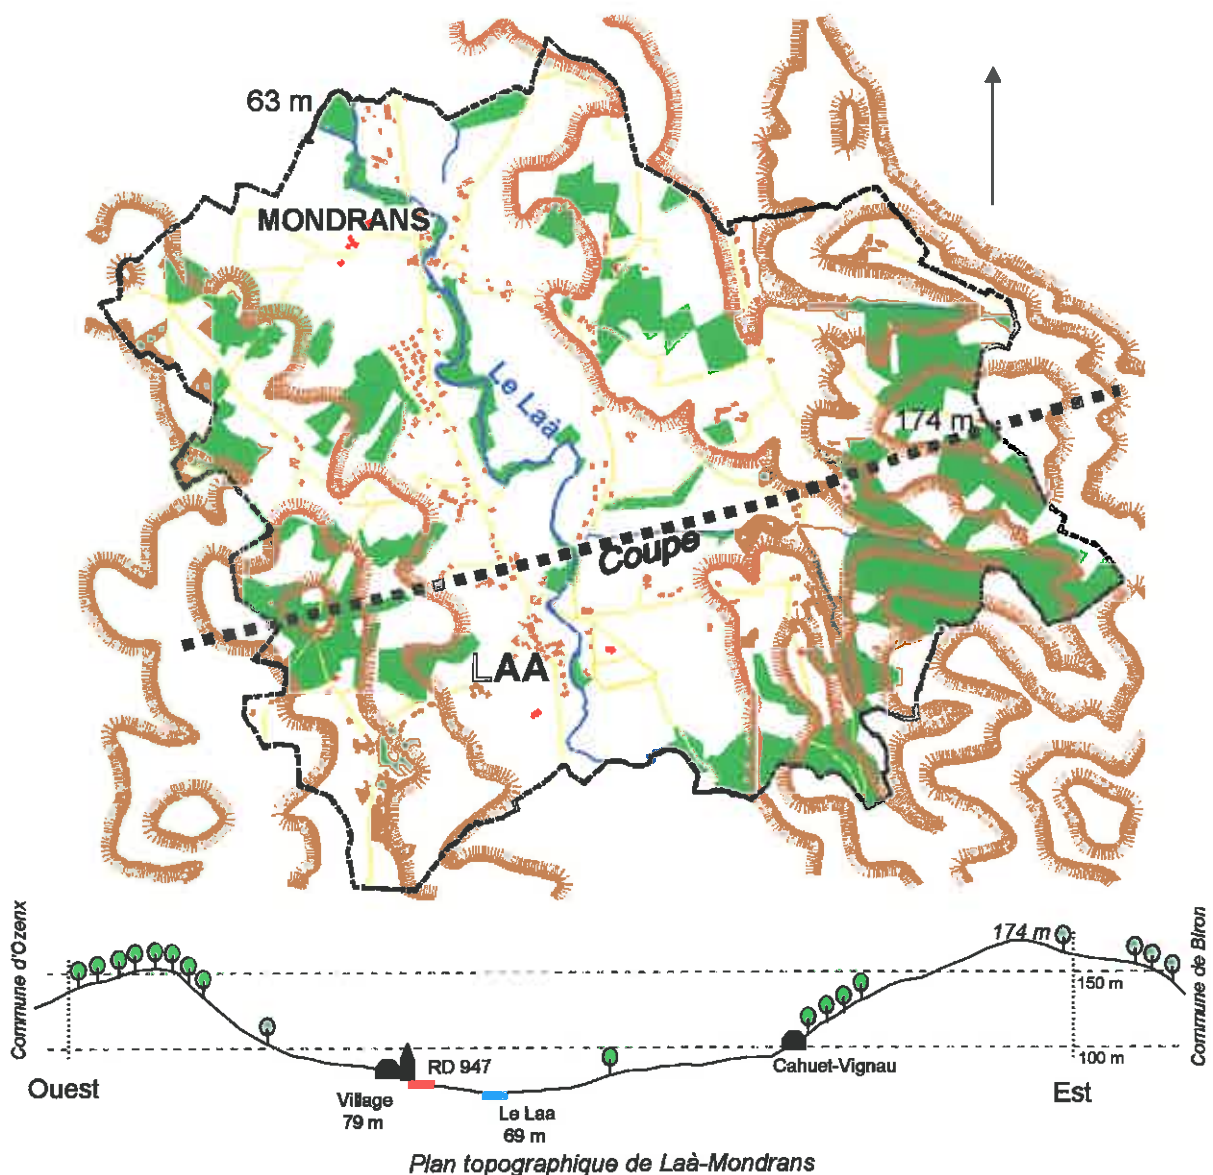 63 m
MONDRANS
Le Laà
174 m
Coupe
LAA
Commune d'Ozenx
174 m
150 m
100 m
Commune de Biron
RD 947
Cahuet-Vignau
Ouest
Village
79 m
Le Laa
69 m
Est
Plan topographique de Laà-Mondrans